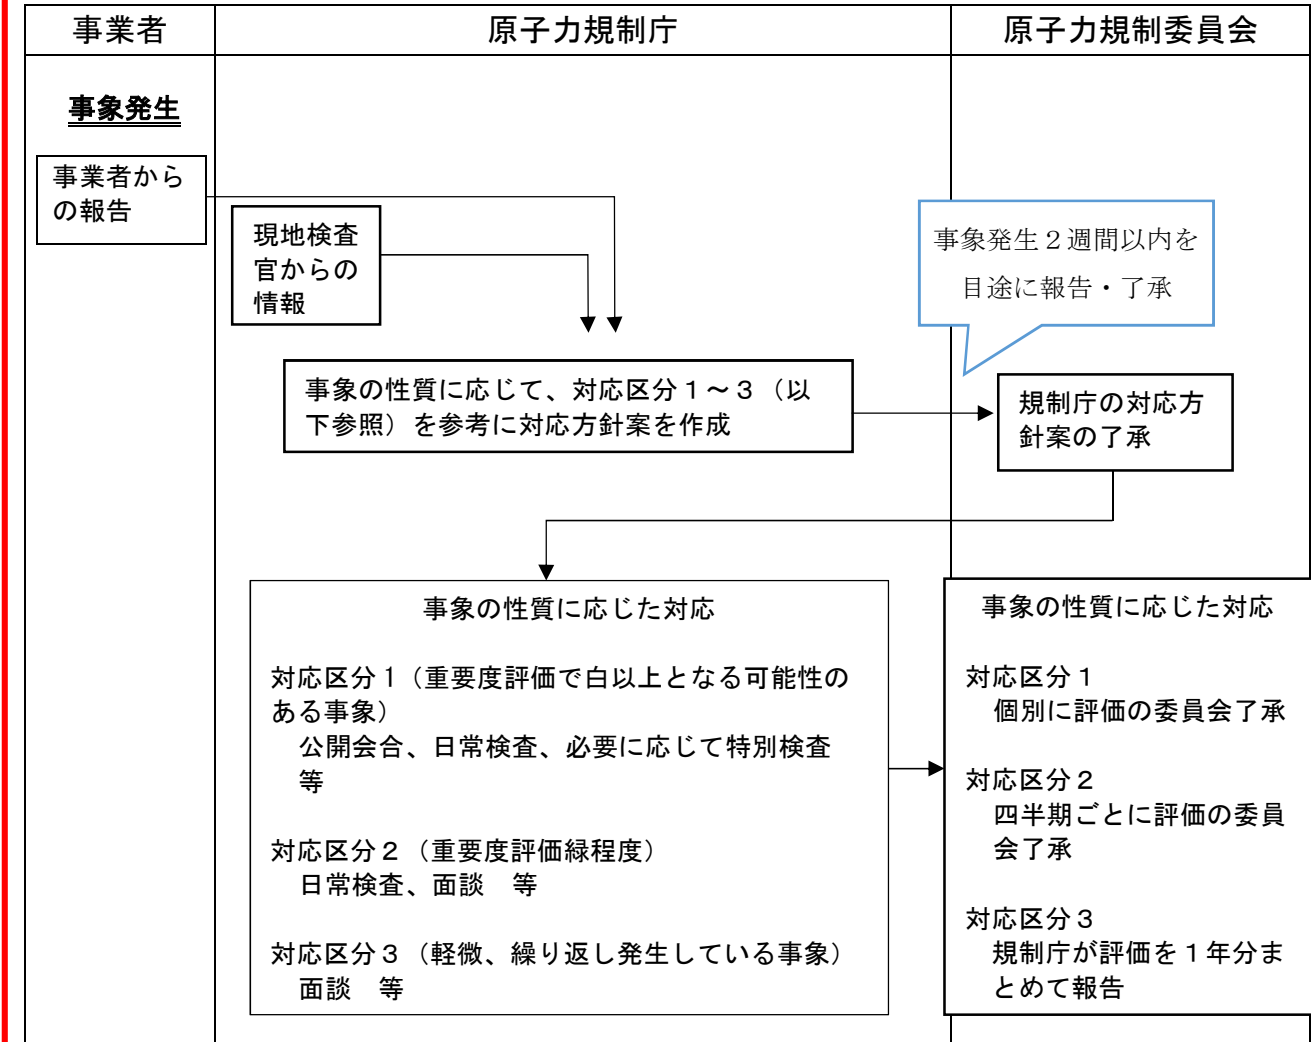 事業者
原子力規制庁
原子力規制委員会
事象発生
事業者から
の報告
現地検査
官からの
情報
事象発生２週間以内を
目途に報告・了承
事象の性質に応じて、対応区分１～３（以
下参照）を参考に対応方針案を作成
規制庁の対応方
針案の了承
事象の性質に応じた対応
対応区分１（重要度評価で白以上となる可能性の
ある事象）
公開会合、日常検査、必要に応じて特別検査
等
対応区分２（重要度評価緑程度）
日常検査、面談　等
対応区分３（軽微、繰り返し発生している事象）
面談　等
事象の性質に応じた対応
対応区分１
個別に評価の委員会了承
対応区分２
四半期ごとに評価の委員
会了承
対応区分３
規制庁が評価を１年分ま
とめて報告